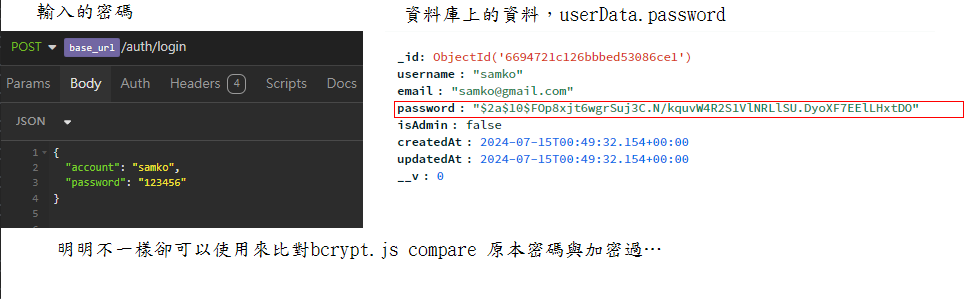 輸入的密碼
POST base_url /auth/login
Params Body Auth Headers 4 Scripts Docs
JSON
1 {
2 "account": "samko",
3 "password": "123456"
4 }
5
6
資料庫上的資料，userData.password
_id: ObjectId('6694721c126bbbed53086ce1')
username : "samko"
email : "samko@gmail.com"
password : "$2a$10$FOp8xjt6wgrSuj3C.N/kquvW4R2S1VlNRLlSU.DyoXF7EElLHxtDO"
isAdmin : false
createdAt : 2024-07-15T00:49:32.154+00:00
updatedAt : 2024-07-15T00:49:32.154+00:00
__v : 0
明明不一樣卻可以使用來比對bcrypt.js compare 原本密碼與加密過…